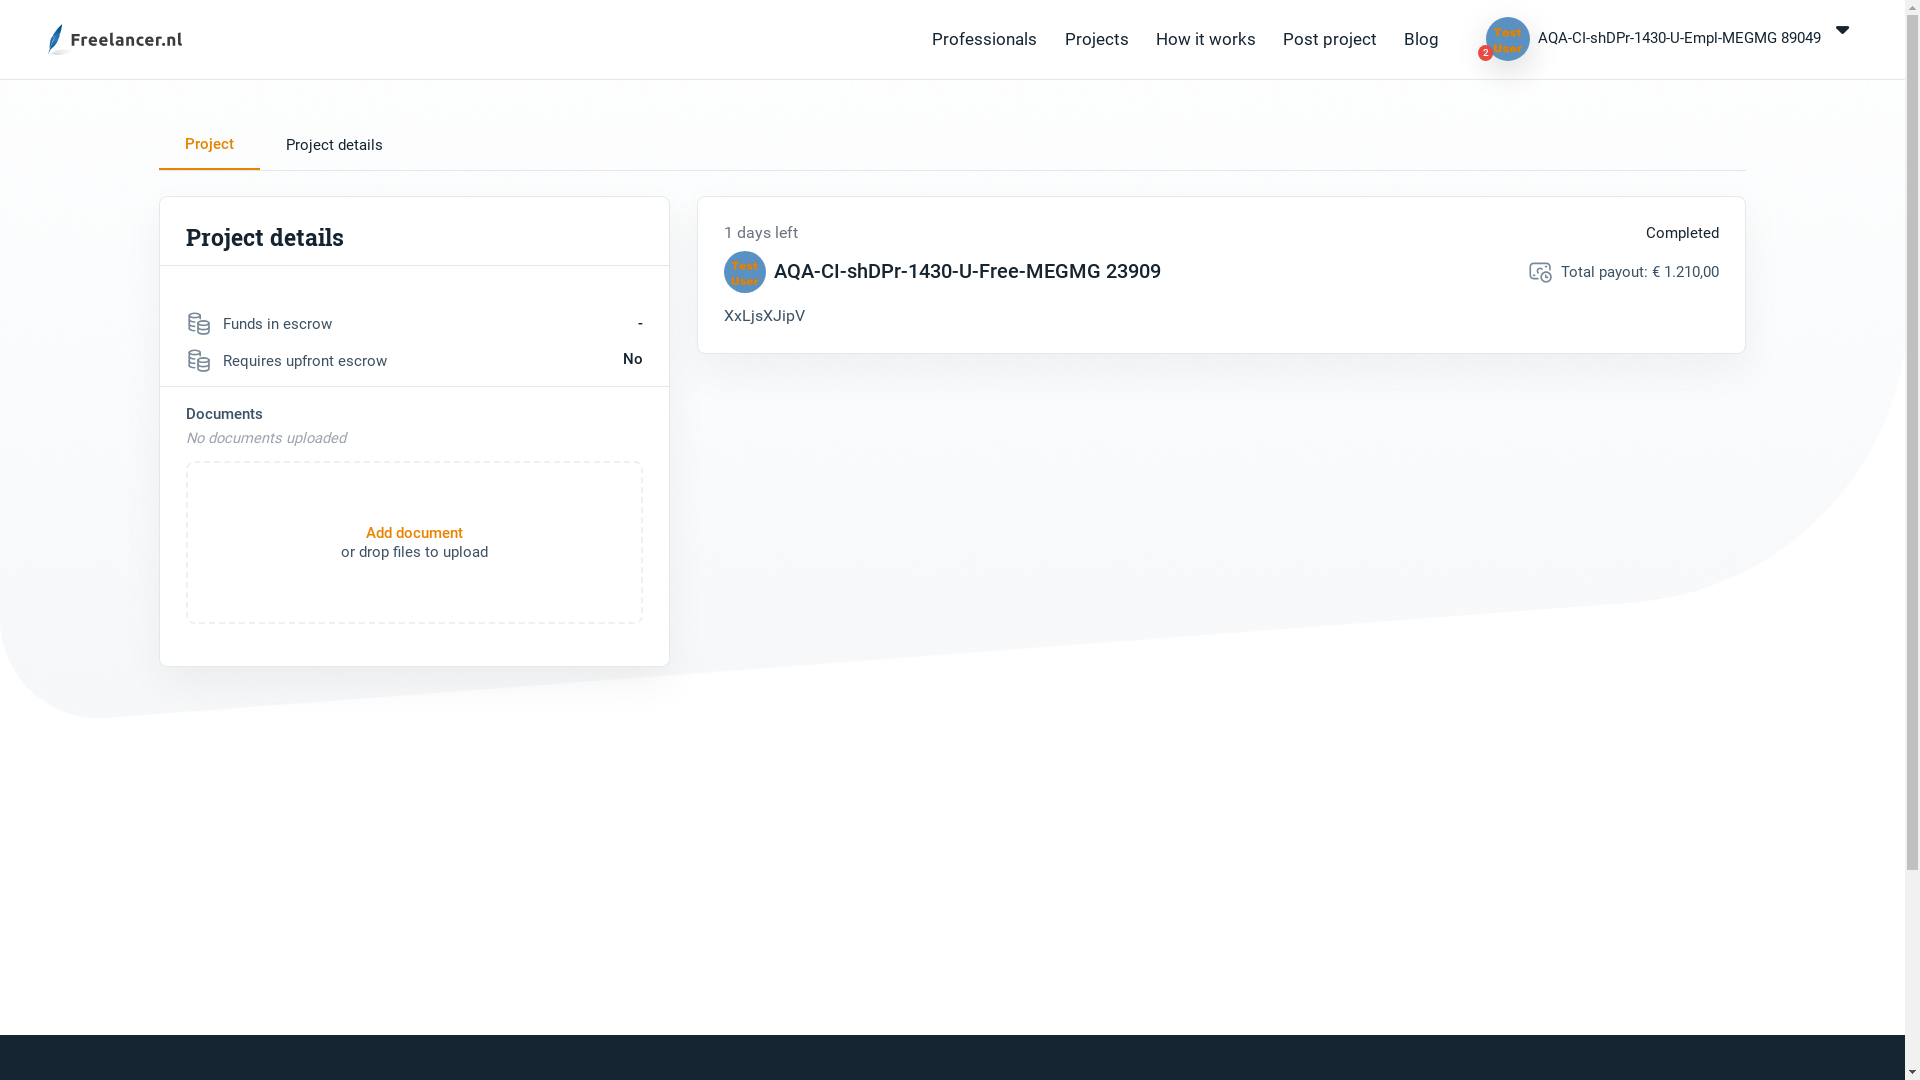 Freelancer.nl
Professionals
Projects
How it works
Post project
Blog
Test
User
2
AQA-CI-shDPr-1430-U-Empl-MEGMG 89049
Project
Project details
Project details
Funds in escrow
-
Requires upfront escrow
No
Documents
No documents uploaded
Add document
or drop files to upload
1 days left
Completed
Test
User
AQA-CI-shDPr-1430-U-Free-MEGMG 23909
Total payout: € 1.210,00
XxLjsXJipV